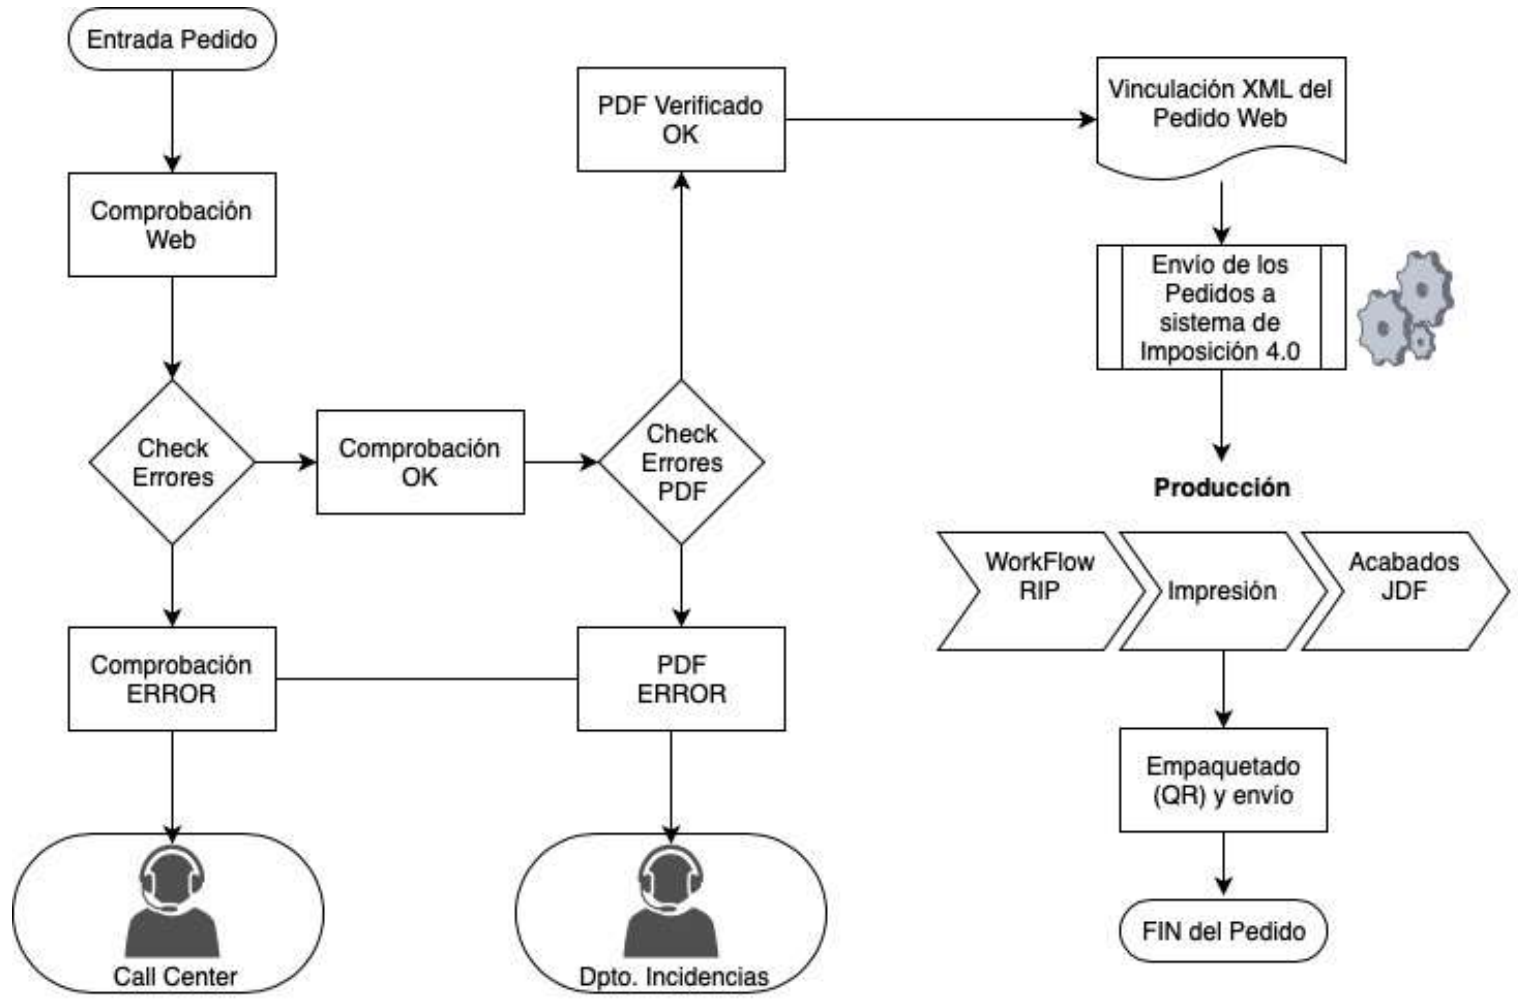 Entrada Pedido
Comprobación
Web
Check
Errores
Comprobación
OK
Comprobación
ERROR
Call Center
PDF Verificado
OK
Check
Errores
PDF
PDF
ERROR
Dpto. Incidencias
Vinculación XML del
Pedido Web
Envío de los
Pedidos a
sistema de
Imposición 4.0
Producción
WorkFlow
RIP
Impresión
Acabados
JDF
Empaquetado
(QR) y envío
FIN del Pedido